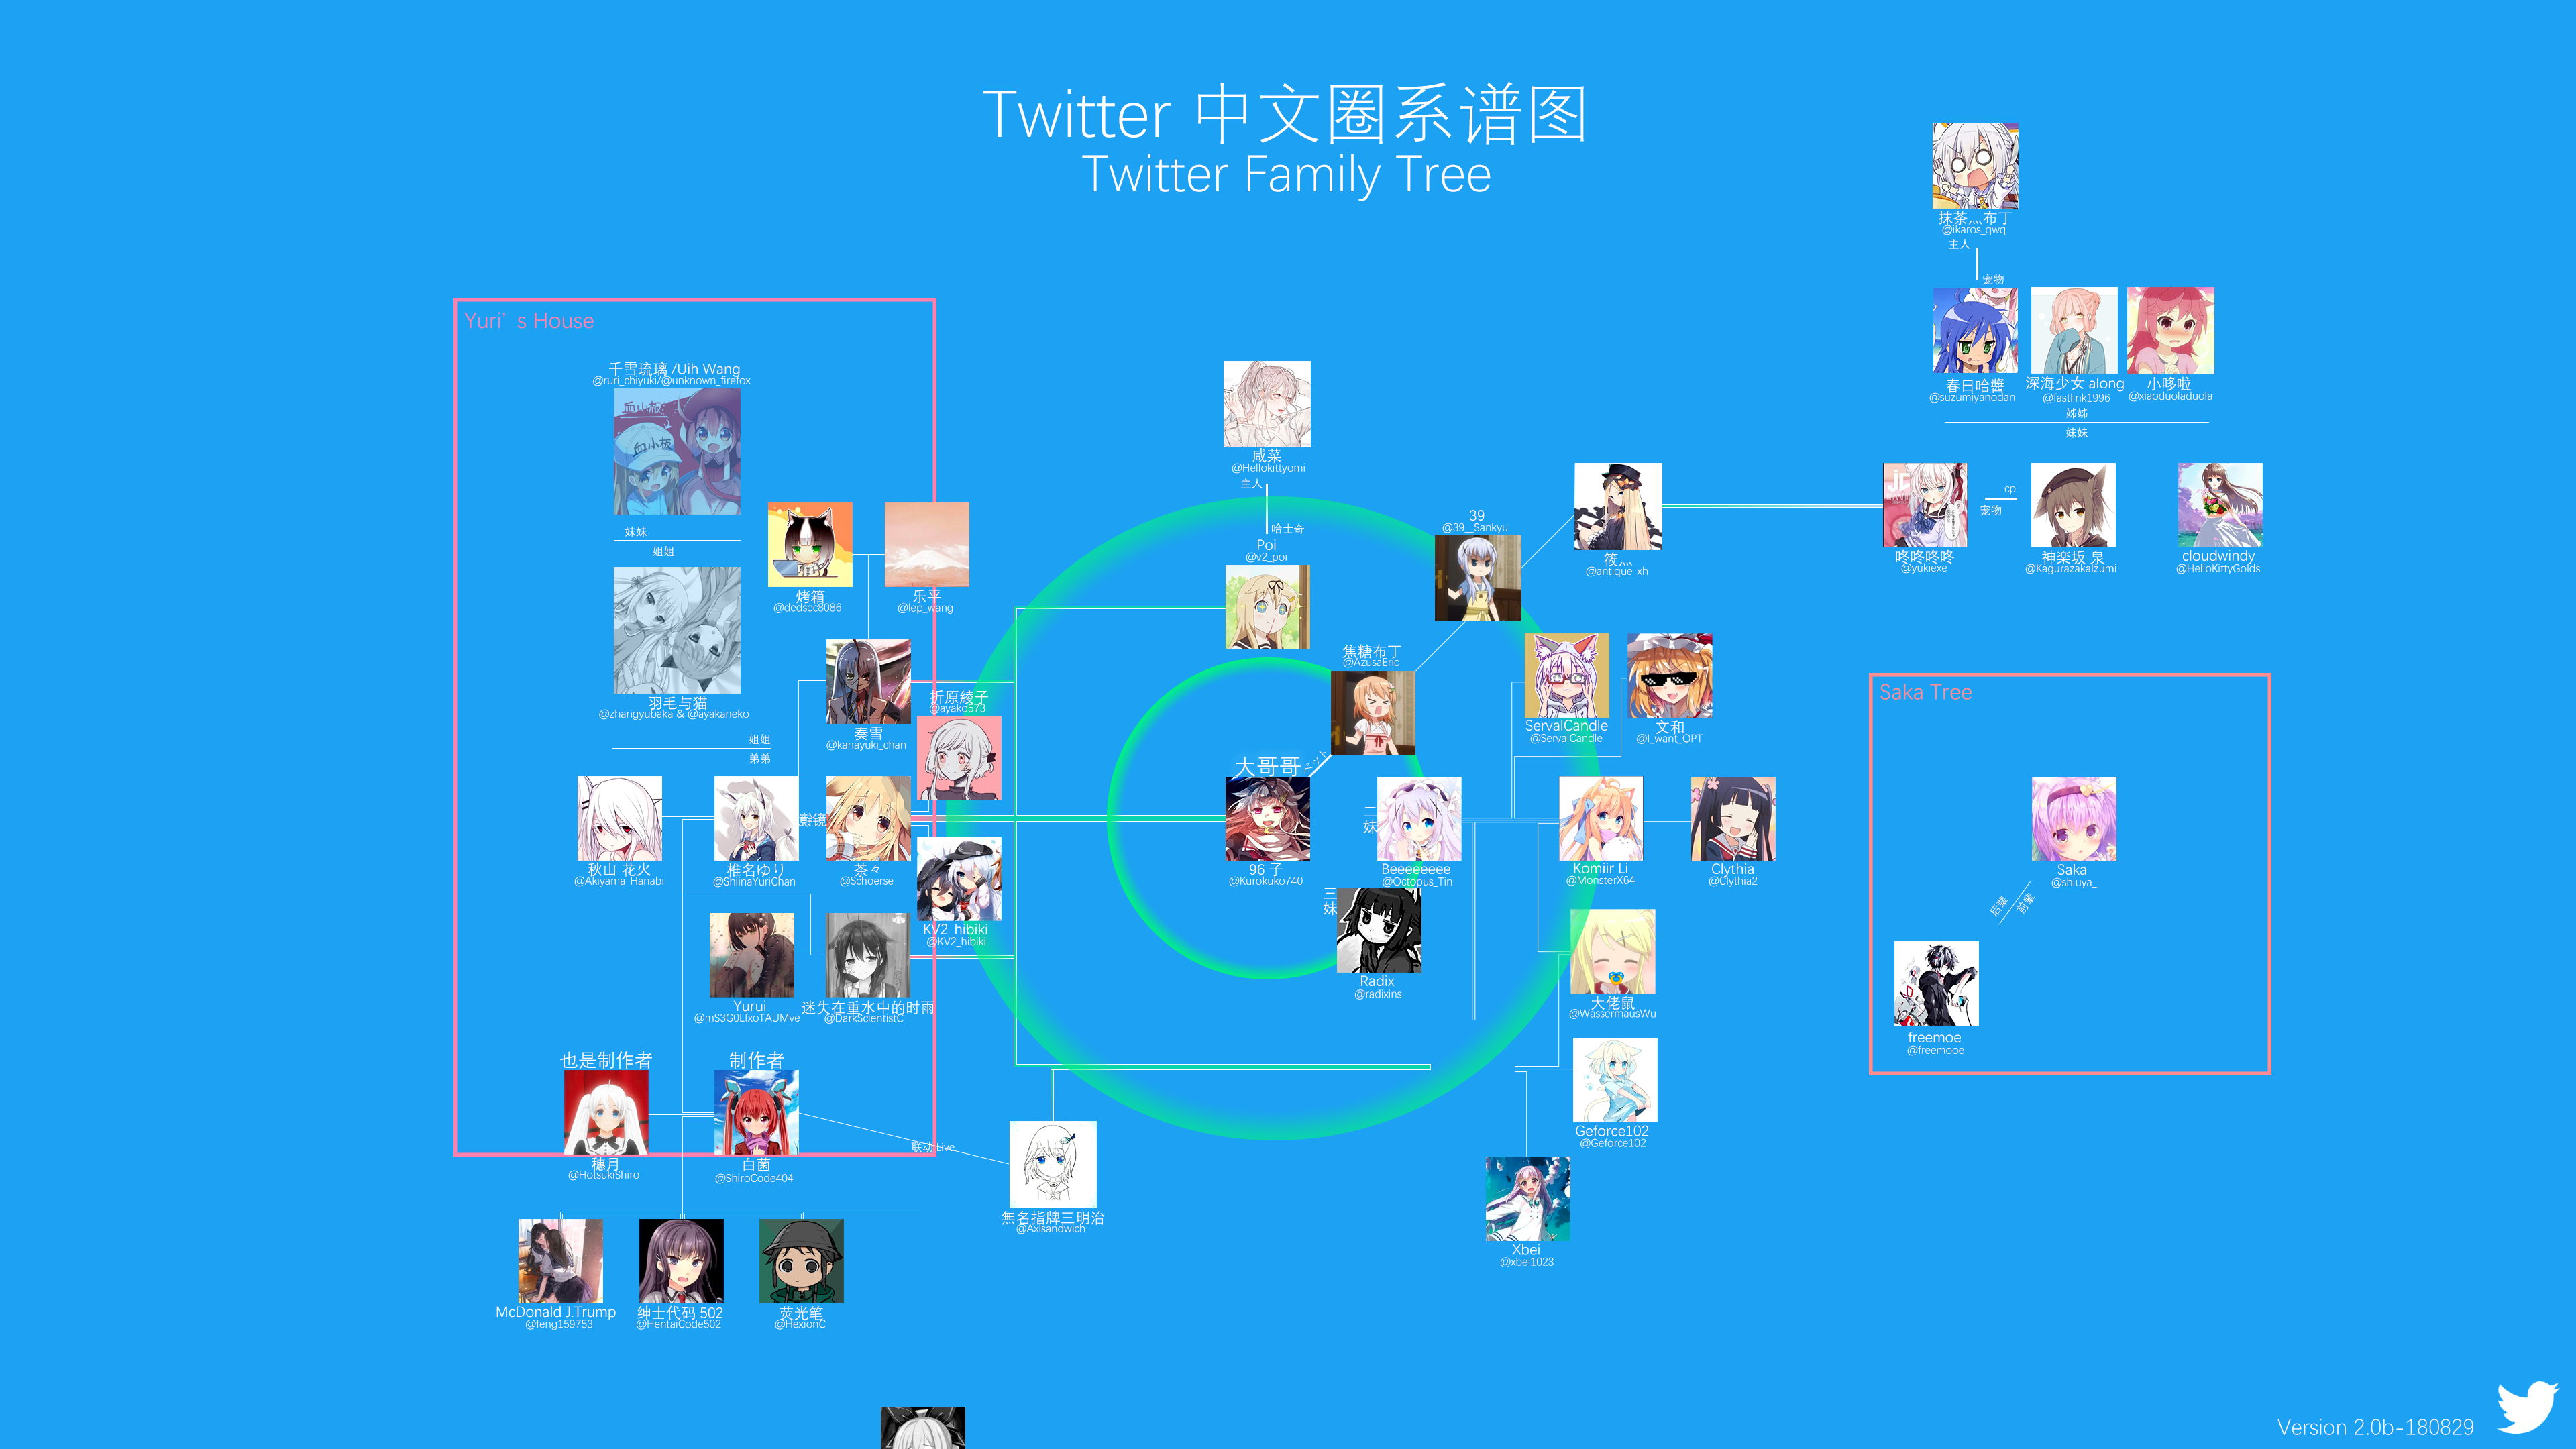 Twitter 中文圈系谱图
Twitter Family Tree
抹茶灬布丁
@ikaros_qwq
主人
宠物
春日哈醬
@suzumiyanodan
深海少女 along
@fastlink1996
小哆啦
@xiaoduoladuola
姊姊
妹妹
Yuri's House
千雪琉璃 /Uih Wang
@ruri_chiyuki/@unknown_firefox
血小板
妹妹
姐姐
羽毛与猫
@zhangyubaka & @ayakaneko
姐姐
弟弟
烤箱
@dedsec8086
乐平
@lep_wang
奏雪
@kanayuki_chan
折原綾子
@ayako573
秋山 花火
@Akiyama_Hanabi
椎名ゆり
@ShiinaYuriChan
茶々
@Schoerse
KV2_hibiki
@KV2_hibiki
Yurui
@mS3G0LfxoTAUMve
迷失在重水中的时雨
@DarkScientistC
也是制作者
穗月
@HotsukiShiro
制作者
白菌
@ShiroCode404
联动 Live
無名指牌三明治
@Axlsandwich
McDonald J.Trump
@feng159753
绅士代码 502
@HentaiCode502
荧光笔
@HexionC
咸菜
@Hellokittyomi
主人
哈士奇
Poi
@v2_poi
39
@39__Sankyu
焦糖布丁
@AzusaEric
ペット
大哥哥
96 子
@Kurokuko740
二妹
Beeeeeeee
@Octopus_Tin
三妹
Radix
@radixins
筱灬
@antique_xh
ServalCandle
@ServalCandle
文和
@I_want_OPT
Komiir Li
@MonsterX64
Clythia
@Clythia2
大佬鼠
@WassermausWu
Geforce102
@Geforce102
Xbei
@xbei1023
咚咚咚咚
@yukiexe
cp
宠物
神楽坂 泉
@KagurazakaIzumi
cloudwindy
@HelloKittyGolds
Saka Tree
Saka
@shiuya_
后辈
前辈
freemoe
@freemooe
Version 2.0b-180829